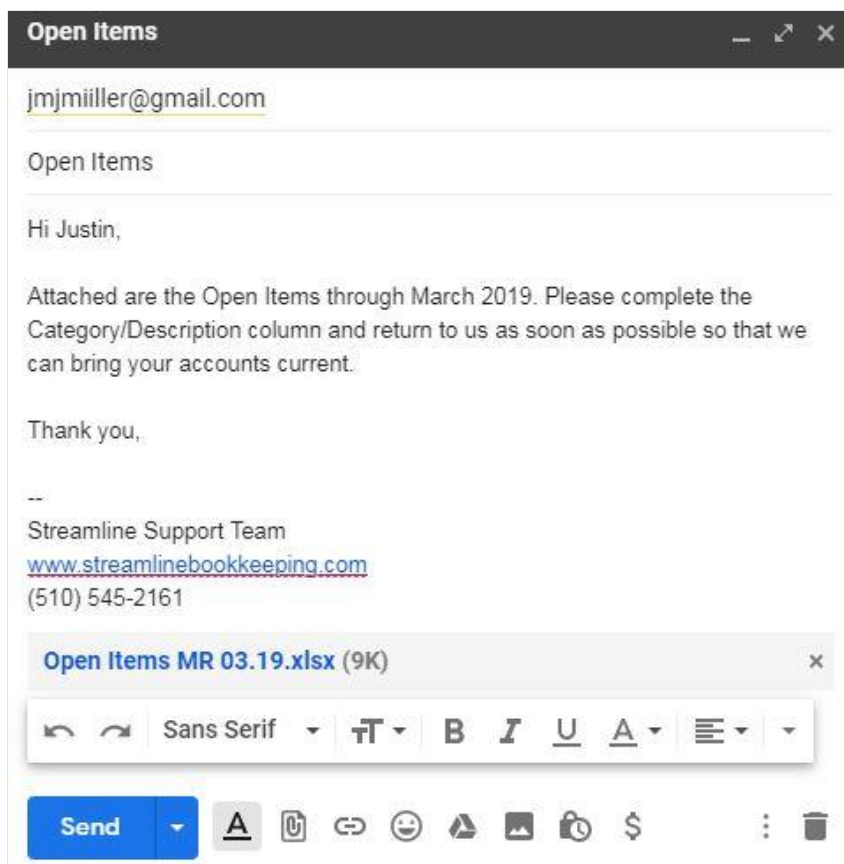 Open Items
jmjmiiller@gmail.com
Open Items
Hi Justin,
Attached are the Open Items through March 2019. Please complete the
Category/Description column and return to us as soon as possible so that we
can bring your accounts current.
Thank you,
--
Streamline Support Team
www.streamlinebookkeeping.com
(510) 545-2161
Open Items MR 03.19.xlsx (9K)
Sans Serif
Send